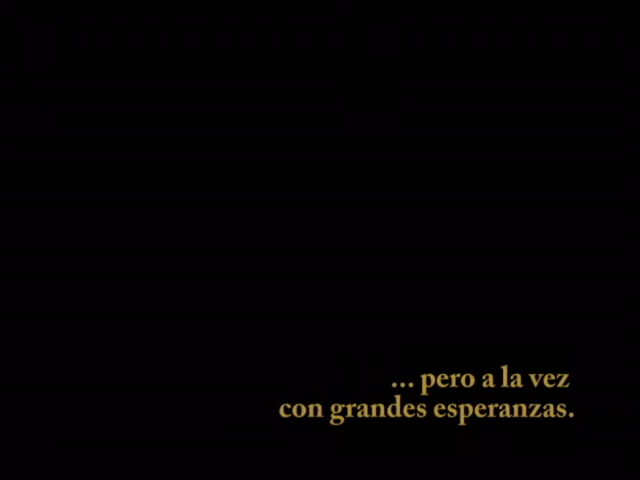 ... pero a la vez
con grandes esperanzas.